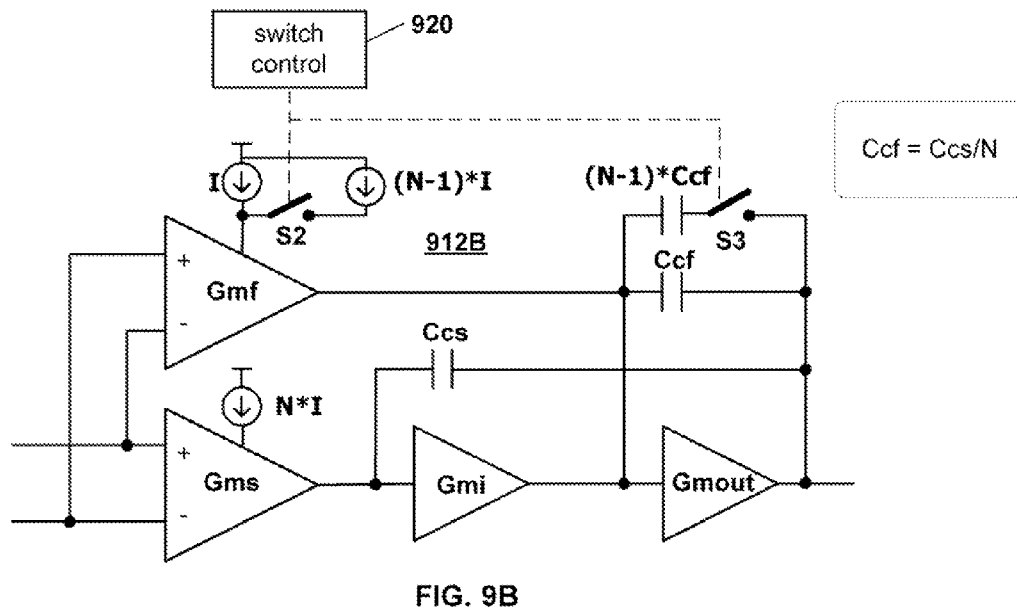 switch
control
920
Ccf = Ccs/N
I
(N-1)*I
S2
(N-1)*Ccf
S3
912B
Ccf
+
-
Gmf
Ccs
N*I
+
-
Gms
Gmi
Gmout
FIG. 9B